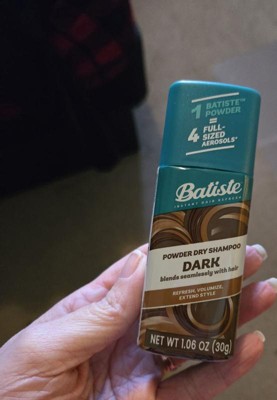 1 BATISTE™
POWDER
=
4 FULL-
SIZED
AEROSOLS*
Batiste
INSTANT HAIR REFRESH
POWDER DRY SHAMPOO
DARK
blends seamlessly with hair
REFRESH, VOLUMIZE,
EXTEND STYLE
NET WT 1.06 OZ (30g)